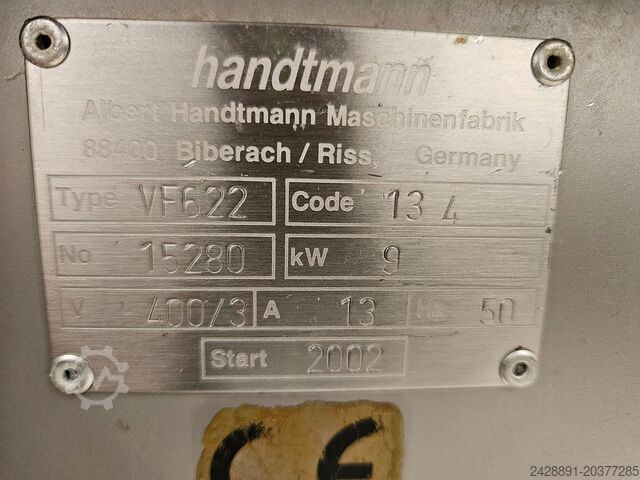 handtmann
Albert Handtmann Maschinenfabrik
88400 Biberach / Riss, Germany
Type VF622 Code 13 4
No 15280 kW 9
V 400/3 A 13 Hz 50
Start 2002
CE
2428891-20377285